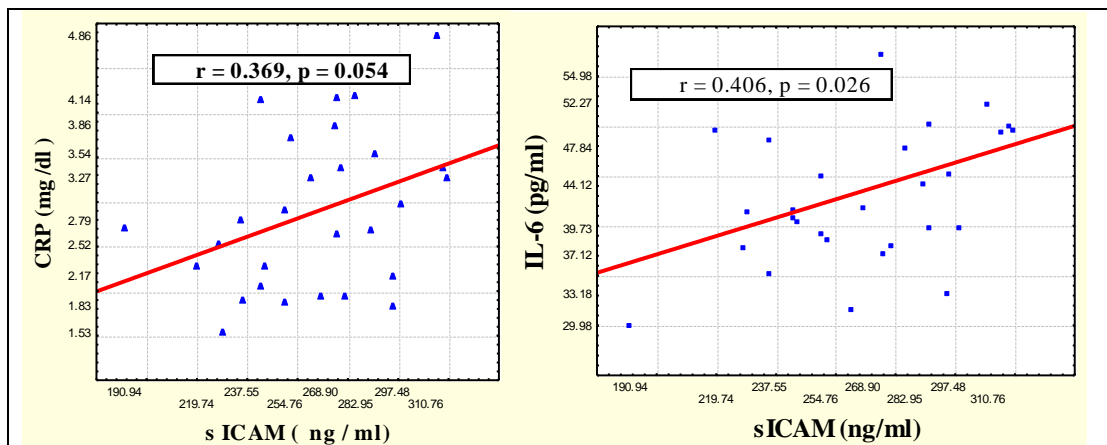 4.86
4.14
3.86
3.54
3.27
2.79
2.52
2.17
1.83
1.53
CRP (mg/dl)
r = 0.369, p = 0.054
190.94 237.55 268.90 297.48
219.74 254.76 282.95 310.76
s ICAM ( ng / ml)
54.98
52.27
47.84
44.12
39.73
37.12
33.18
29.98
IL-6 (pg/ml)
r = 0.406, p = 0.026
190.94 237.55 268.90 297.48
219.74 254.76 282.95 310.76
sICAM (ng/ml)